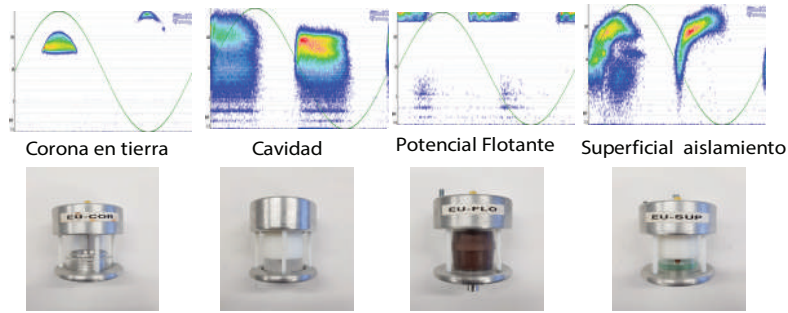 Corona en tierra
Cavidad
Potencial Flotante
Superficial aislamiento
EU-COR
EU-FLO
EU-SUP